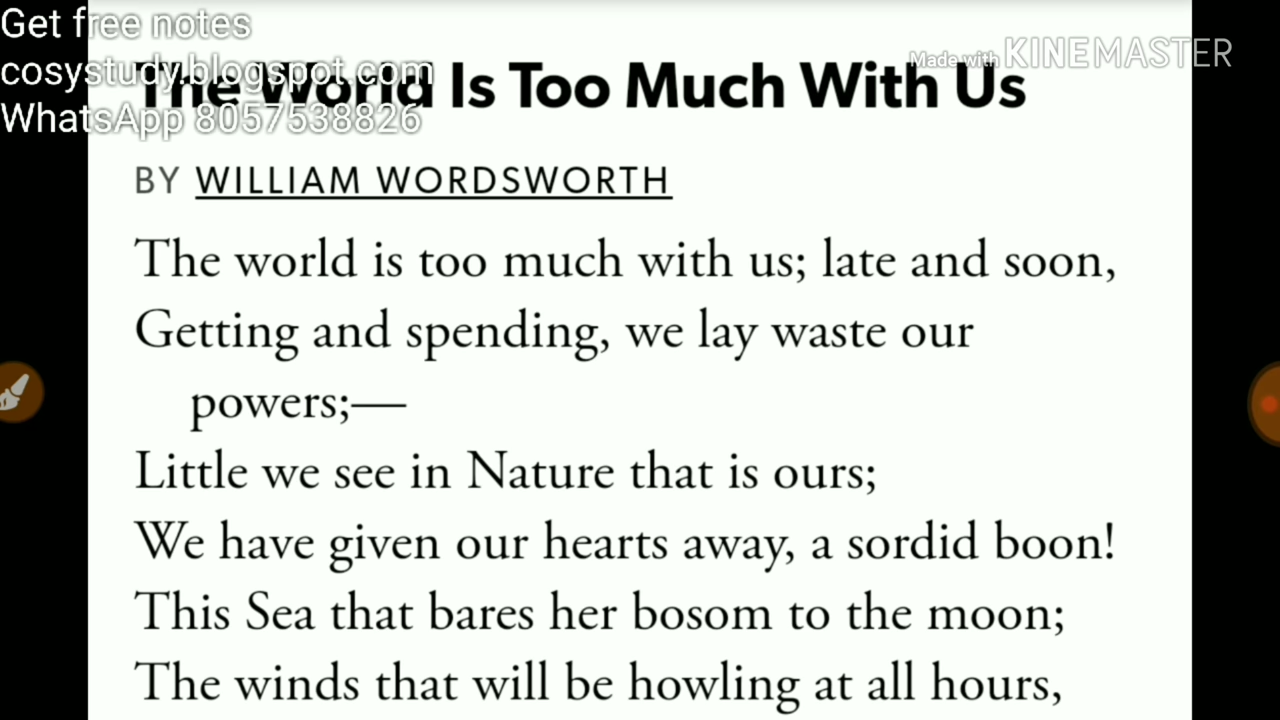 Get free notes
cosystudy.blogspot.com
WhatsApp 8057538826
Made with KINEMASTER
The World Is Too Much With Us
BY WILLIAM WORDSWORTH
The world is too much with us; late and soon,
Getting and spending, we lay waste our
powers;—
Little we see in Nature that is ours;
We have given our hearts away, a sordid boon!
This Sea that bares her bosom to the moon;
The winds that will be howling at all hours,